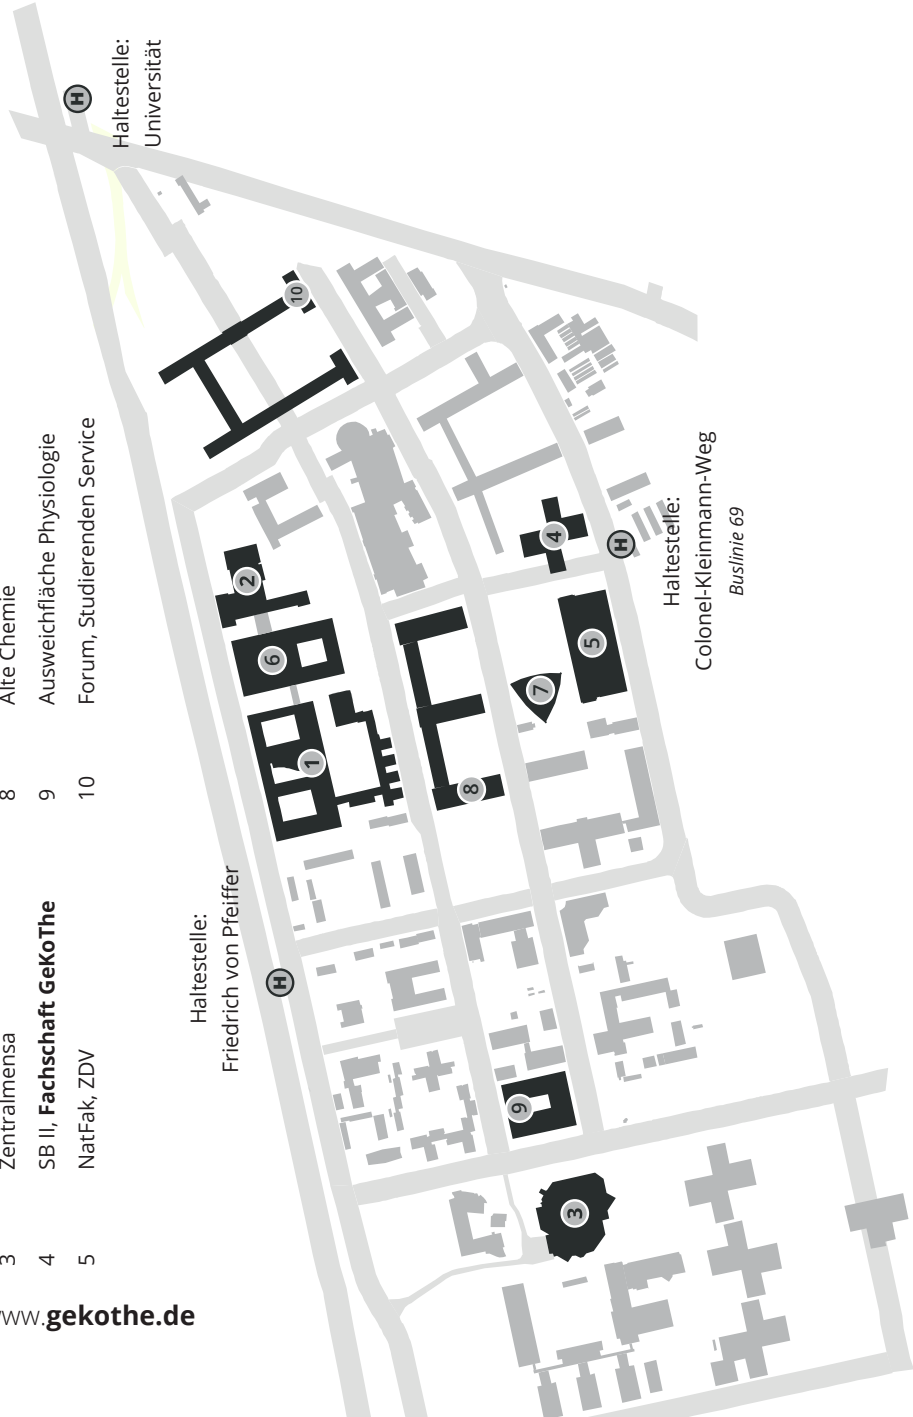 3 Zentralmensa
4 SB II, Fachschaft GeKoThe
5 NatFak, ZDV
8 Alte Chemie
9 Ausweichfläche Physiologie
10 Forum, Studierenden Service
www.gekothe.de
Haltestelle:
Universität
H
10
2
6
1
Haltestelle:
Friedrich von Pfeiffer
H
4
H
Haltestelle:
Colonel-Kleinmann-Weg
Buslinie 69
5
7
8
9
3